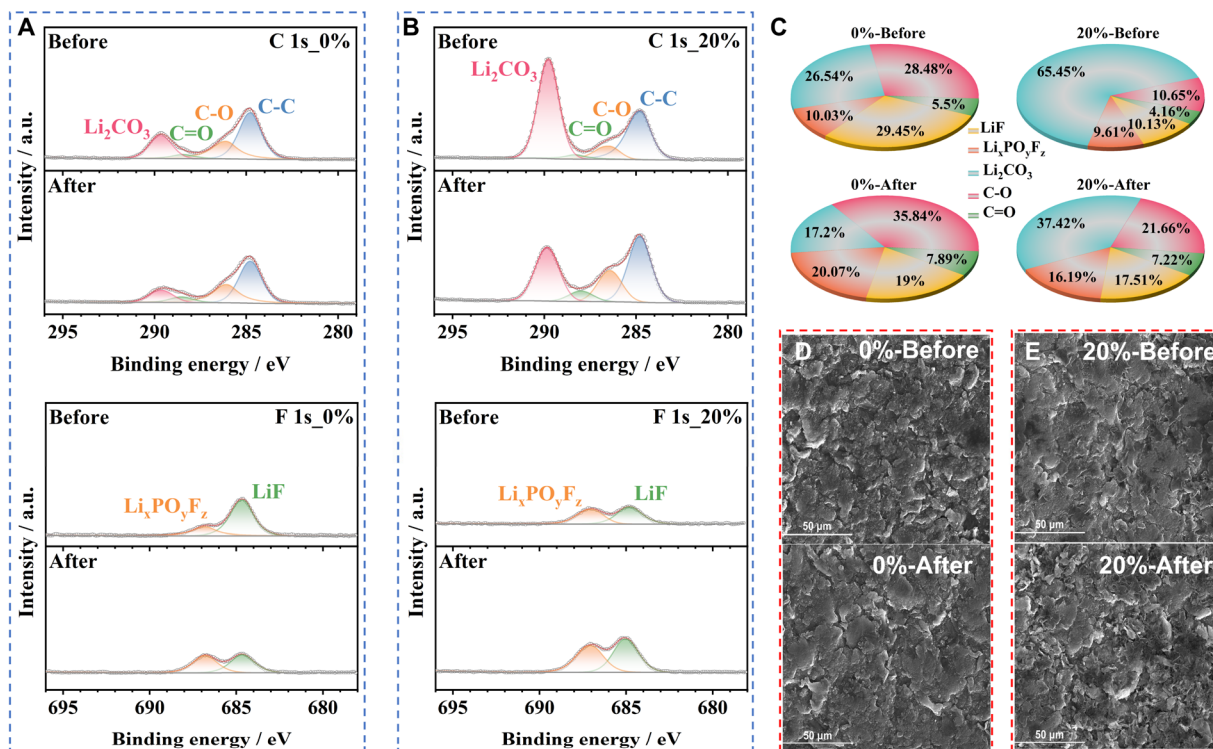 A
Before
C 1s_0%
Li₂CO₃
C=O
C-O
C-C
After
Intensity / a.u.
295 290 285 280
Binding energy / eV
Before
F 1s_0%
LiₓPOᵧF_z
LiF
After
Intensity / a.u.
695 690 685 680
Binding energy / eV
B
Before
C 1s_20%
Li₂CO₃
C=O
C-O
C-C
After
Intensity / a.u.
295 290 285 280
Binding energy / eV
Before
F 1s_20%
LiₓPOᵧF_z
LiF
After
Intensity / a.u.
695 690 685 680
Binding energy / eV
C
0%-Before
26.54%
28.48%
10.03%
5.5%
29.45%
20%-Before
65.45%
10.65%
4.16%
10.13%
9.61%
LiF
LiₓPOᵧF_z
Li₂CO₃
C-O
C=O
0%-After
35.84%
17.2%
7.89%
20.07%
19%
20%-After
37.42%
21.66%
7.22%
16.19%
17.51%
D
0%-Before
50 µm
0%-After
50 µm
E
20%-Before
50 µm
20%-After
50 µm